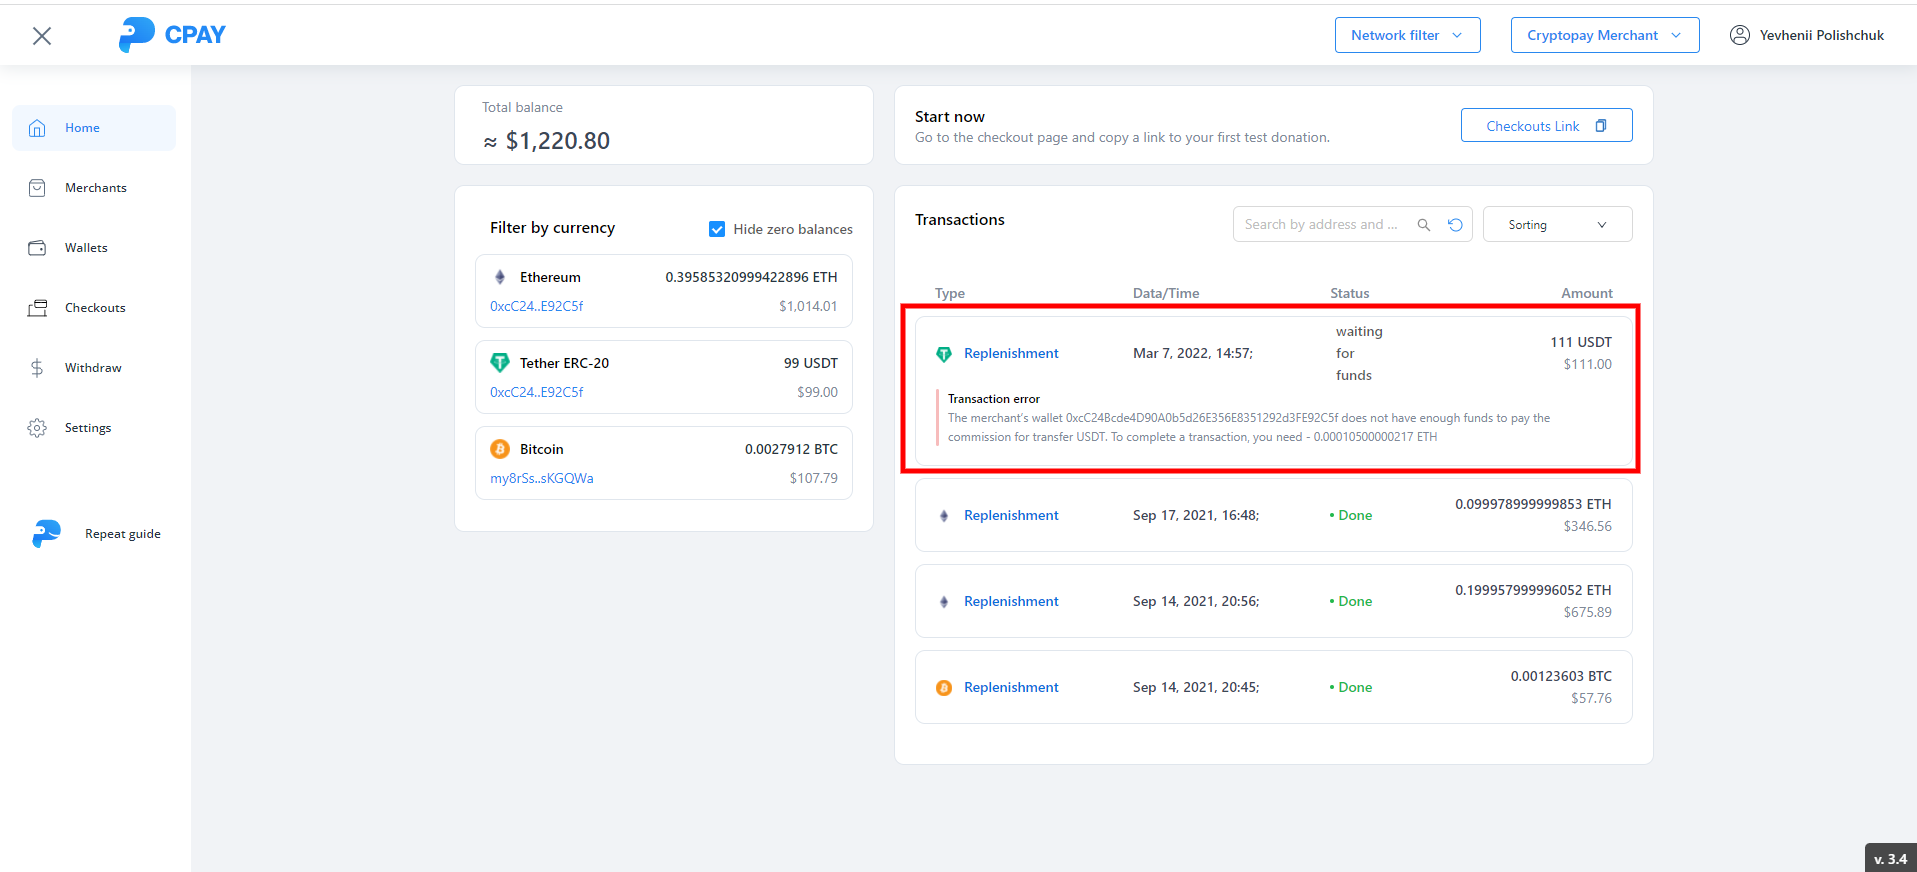 CPAY
Network filter
Cryptopay Merchant
Yevhenii Polishchuk
Home
Merchants
Wallets
Checkouts
Withdraw
Settings
Repeat guide
Total balance
≈ $1,220.80
Filter by currency
Hide zero balances
Ethereum 0.39585320999422896 ETH
0xcC24..E92C5f $1,014.01
Tether ERC-20 99 USDT
0xcC24..E92C5f $99.00
Bitcoin 0.0027912 BTC
my8rSs..sKGQWa $107.79
Start now
Go to the checkout page and copy a link to your first test donation.
Checkouts Link
Transactions
Search by address and ...
Sorting
Type Data/Time Status Amount
Replenishment Mar 7, 2022, 14:57;
waiting
for
funds
111 USDT
$111.00
Transaction error
The merchant's wallet 0xcC24Bcde4D90A0b5d26E356E8351292d3FE92C5f does not have enough funds to pay the
commission for transfer USDT. To complete a transaction, you need - 0.00010500000217 ETH
Replenishment Sep 17, 2021, 16:48; • Done 0.099978999999853 ETH
$346.56
Replenishment Sep 14, 2021, 20:56; • Done 0.199957999996052 ETH
$675.89
Replenishment Sep 14, 2021, 20:45; • Done 0.00123603 BTC
$57.76
v. 3.4